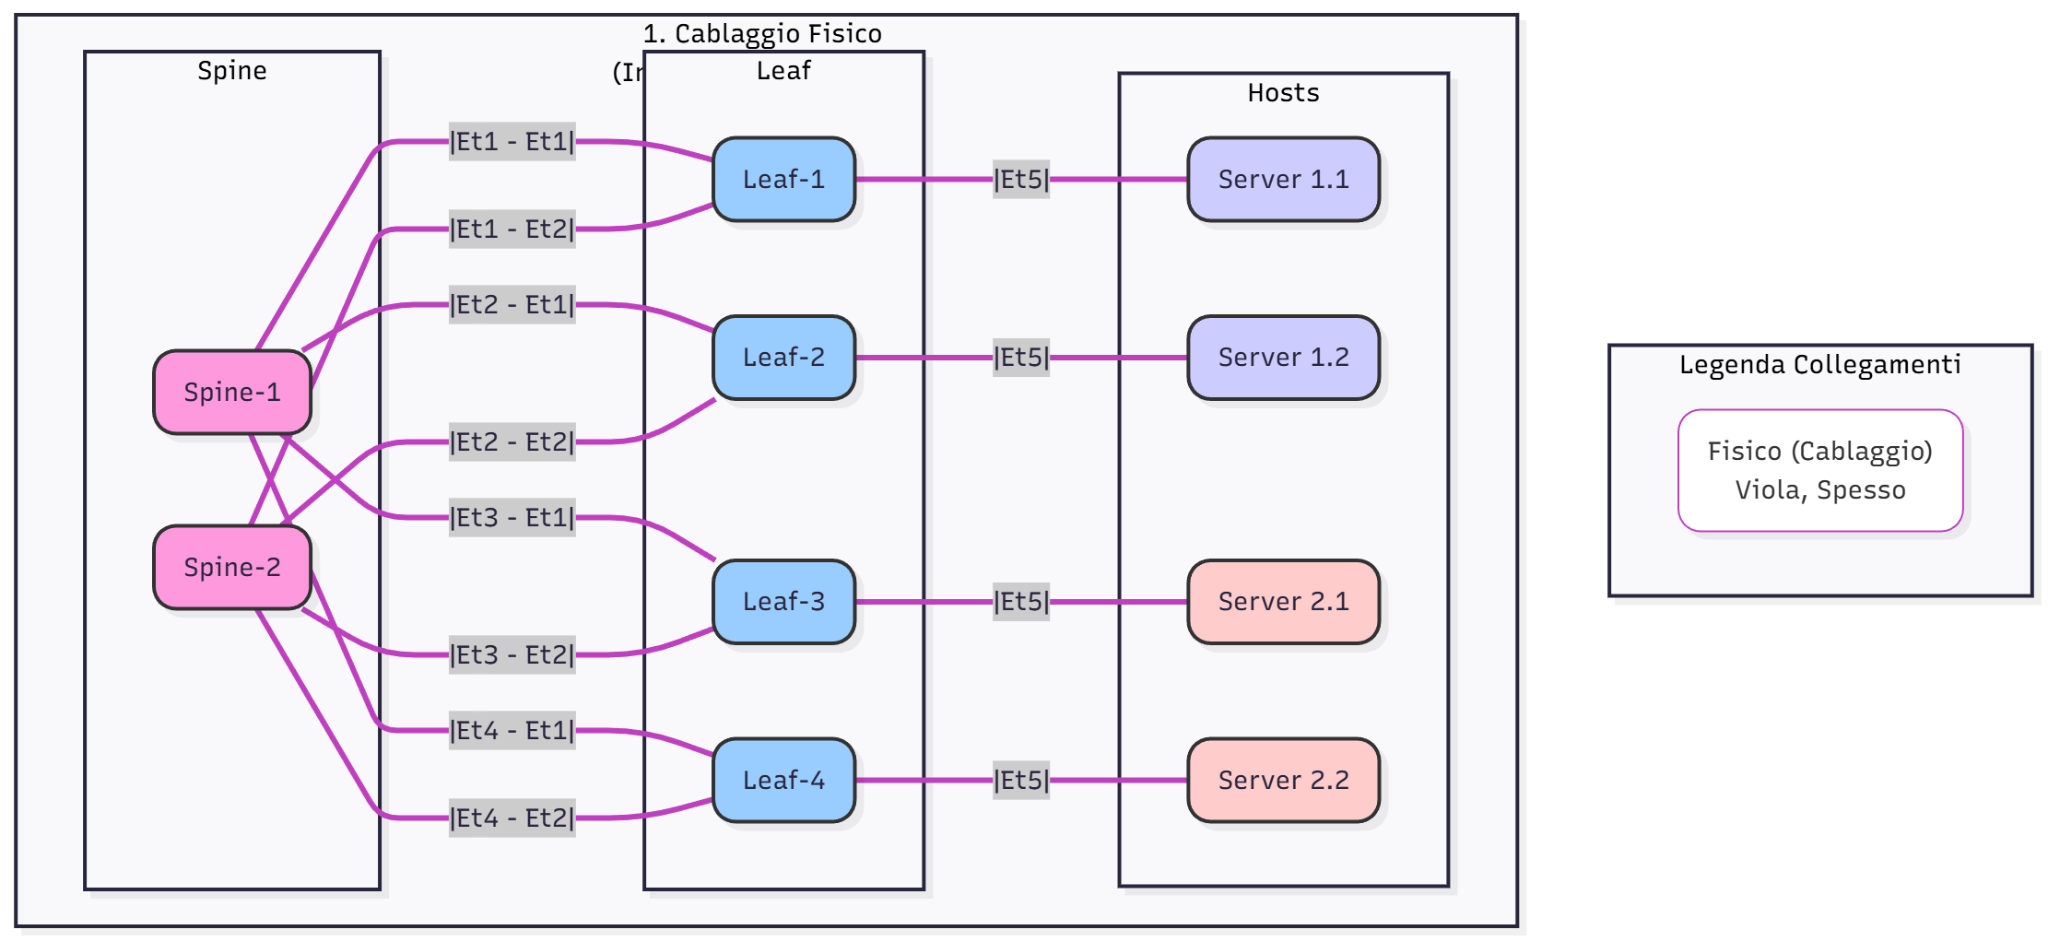 1. Cablaggio Fisico
Spine
Leaf
Hosts
|Et1 - Et1|
|Et1 - Et2|
|Et2 - Et1|
|Et2 - Et2|
|Et3 - Et1|
|Et3 - Et2|
|Et4 - Et1|
|Et4 - Et2|
Spine-1
Spine-2
Leaf-1
Leaf-2
Leaf-3
Leaf-4
|Et5|
|Et5|
|Et5|
|Et5|
Server 1.1
Server 1.2
Server 2.1
Server 2.2
Legenda Collegamenti
Fisico (Cablaggio)
Viola, Spesso